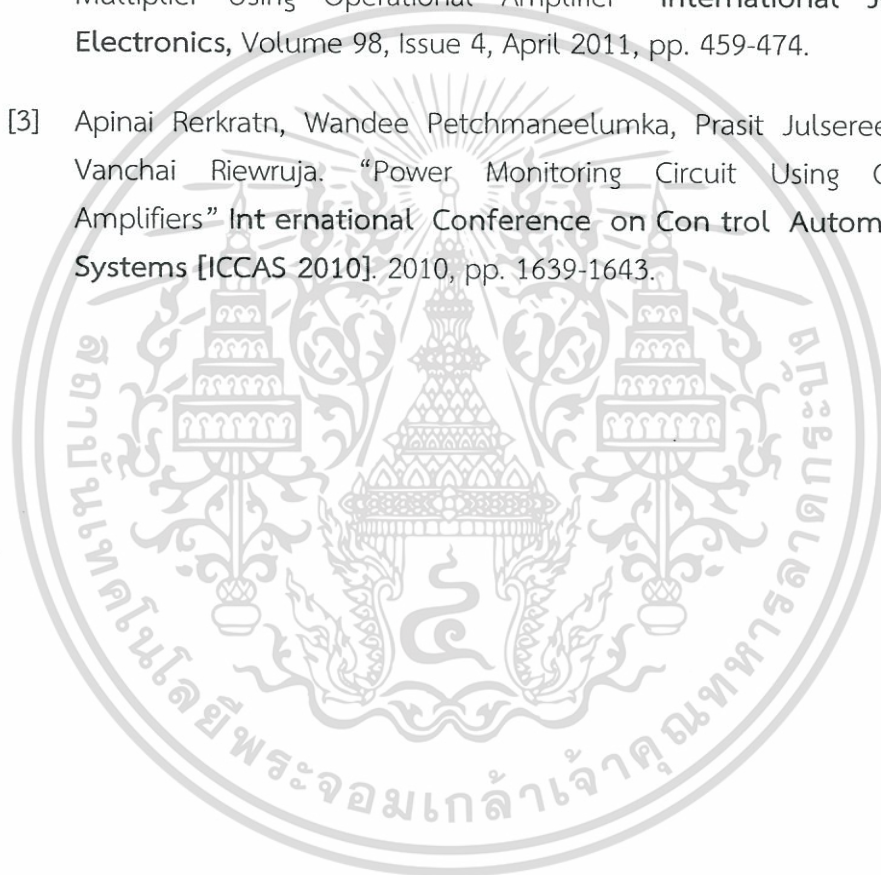 Multiplier Using Operational Amplifier" International J
Electronics, Volume 98, Issue 4, April 2011, pp. 459-474.
[3] Apinai Rerkratn, Wandee Petchmaneelumka, Prasit Julseree
Vanchai Riewruja. “Power Monitoring Circuit Using
Amplifiers” Int ernational Conference on Con trol Autom
Systems [ICCAS 2010]. 2010, pp. 1639-1643.
สถาบันเทคโนโลยีพระจอมเกล้าเจ้าคุณทหารลาดกระบัง